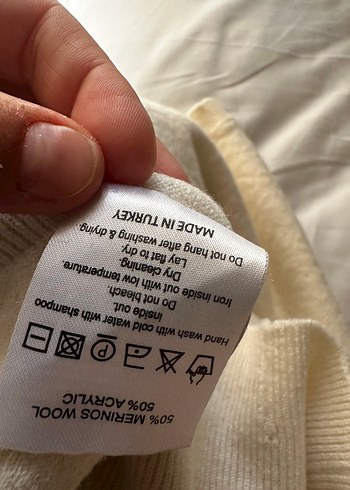 50% MERINOS WOOL
50% ACRYLIC
P
Hand wash with cold water with shampoo
inside out.
Do not bleach.
Iron inside out with low temperature.
Dry cleaning.
Lay flat to dry.
Do not hang after washing & drying.
MADE IN TURKEY